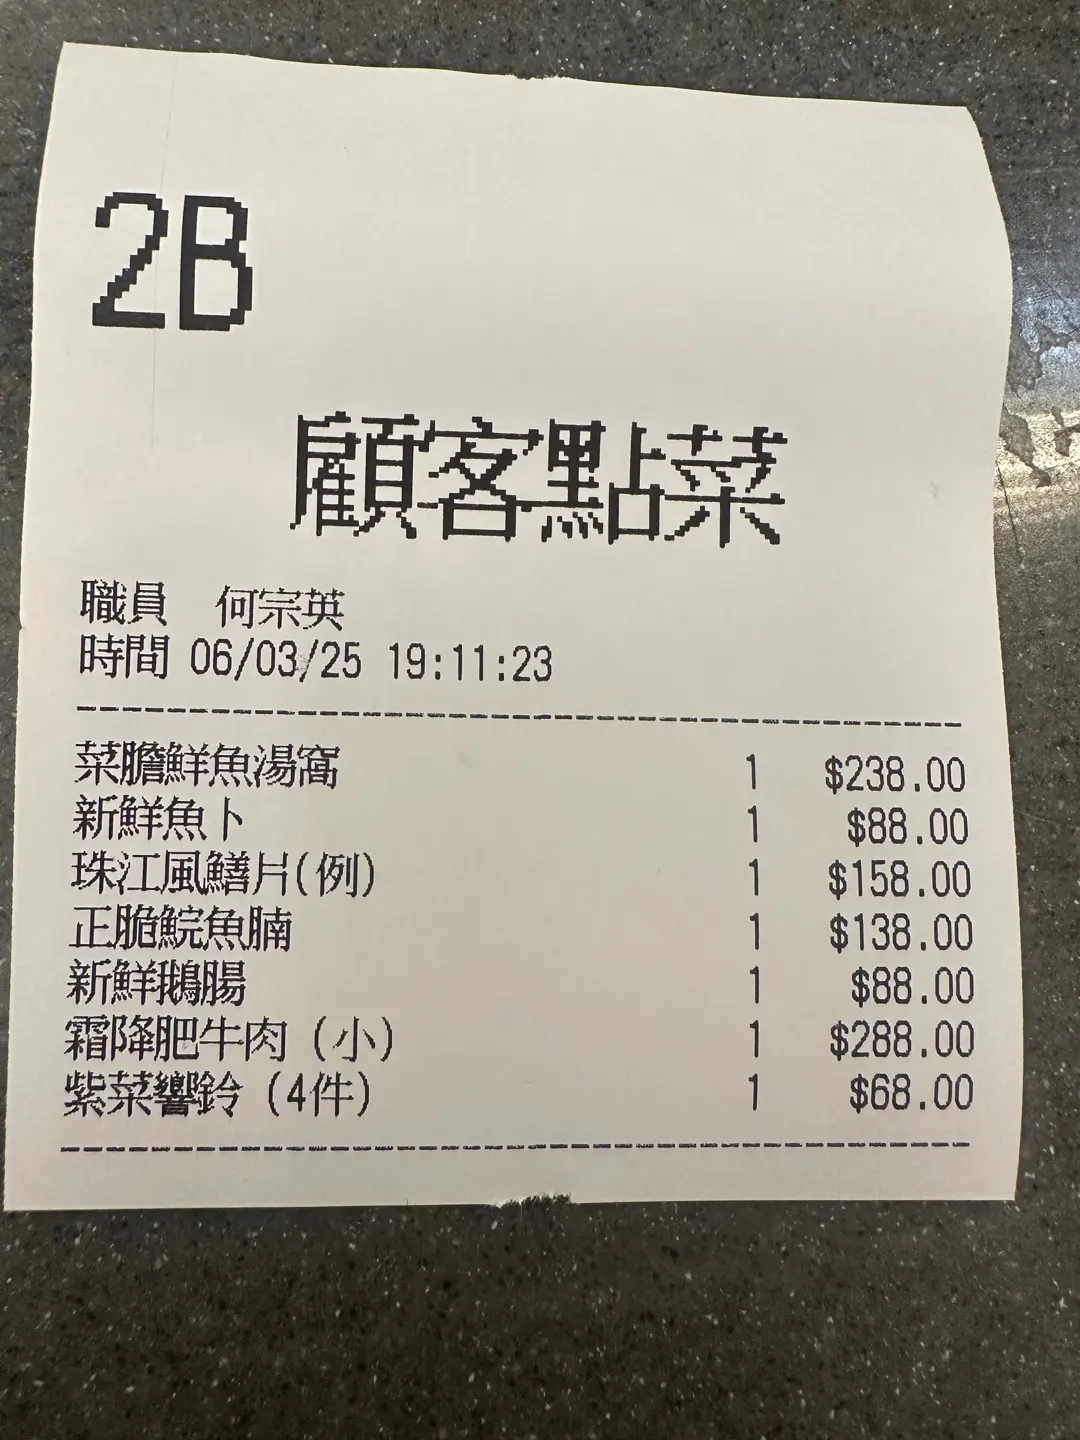 2B
顧客點菜
職員 何宗英
時間 06/03/25 19:11:23
菜膽鮮魚湯窩 1 $238.00
新鮮魚卜 1 $88.00
珠江風鱔片(例) 1 $158.00
正脆鯇魚腩 1 $138.00
新鮮鵝腸 1 $88.00
霜降肥牛肉 (小) 1 $288.00
紫菜響鈴 (4件) 1 $68.00